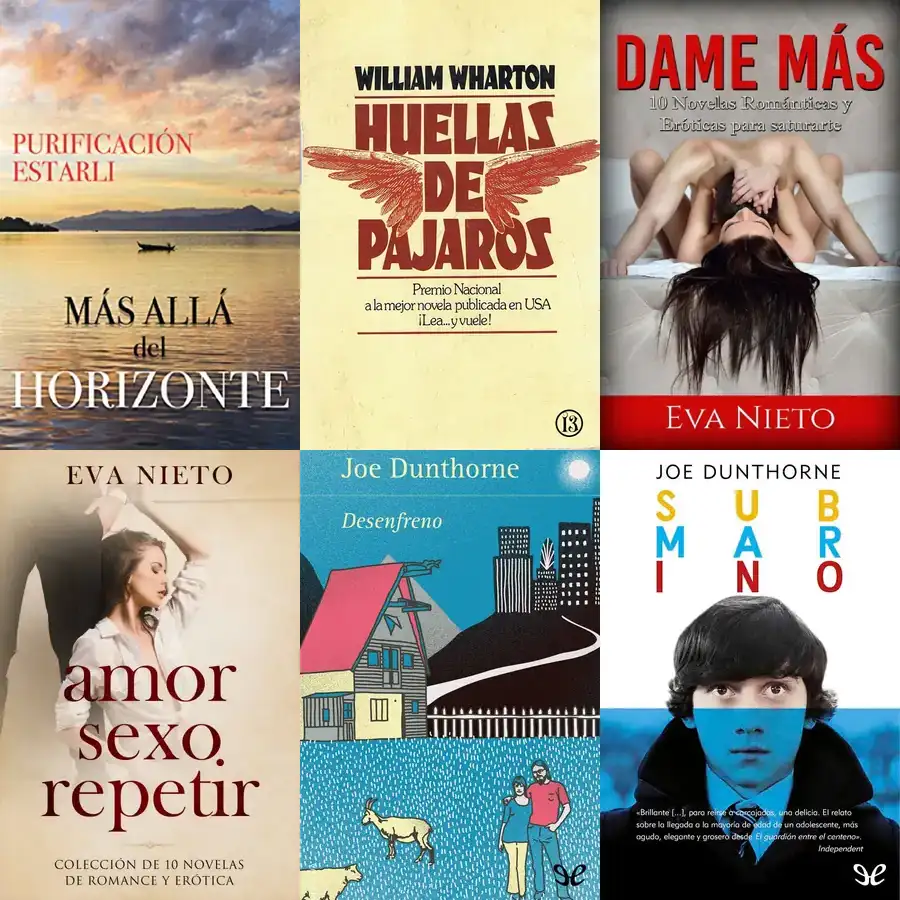 PURIFICACIÓN
ESTARLI
MÁS ALLÁ
del
HORIZONTE
WILLIAM WHARTON
HUELLAS
DE
PAJAROS
Premio Nacional
a la mejor novela publicada en USA
¡Lea...y vuele!
13
DAME MÁS
10 Novelas Románticas y
Eróticas para saturarte
EVA NIETO
EVA NIETO
amor
sexo
repetir
COLECCIÓN DE 10 NOVELAS
DE ROMANCE Y ERÓTICA
Joe Dunthorne
Desenfreno
JOE DUNTHORNE
SUB
MAR
INO
«Brillante [...], para reírse a carcajadas, una delicia. El relato
sobre la llegada a la mayoría de edad de un adolescente, más
agudo, elegante y grosero desde El guardián entre el centeno».
Independent